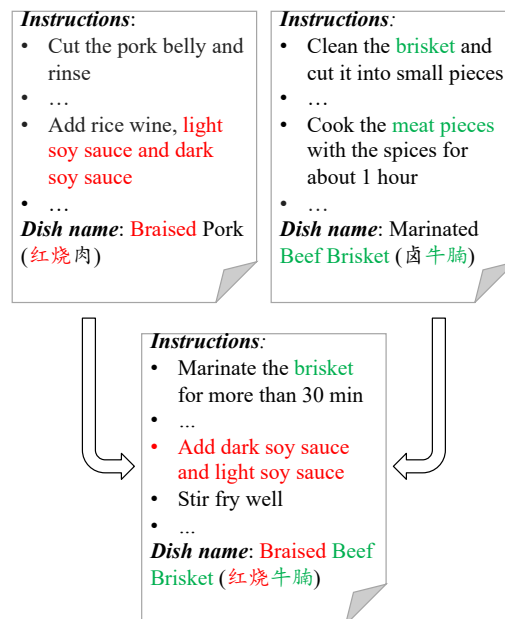 Instructions:
• Cut the pork belly and
rinse
• …
• Add rice wine, light
soy sauce and dark
soy sauce
• …
Dish name: Braised Pork
(红烧肉)
Instructions:
• Clean the brisket and
cut it into small pieces
• …
• Cook the meat pieces
with the spices for
about 1 hour
• …
Dish name: Marinated
Beef Brisket (卤牛腩)
Instructions:
• Marinate the brisket
for more than 30 min
• …
• Add dark soy sauce
and light soy sauce
• Stir fry well
• …
Dish name: Braised Beef
Brisket (红烧牛腩)